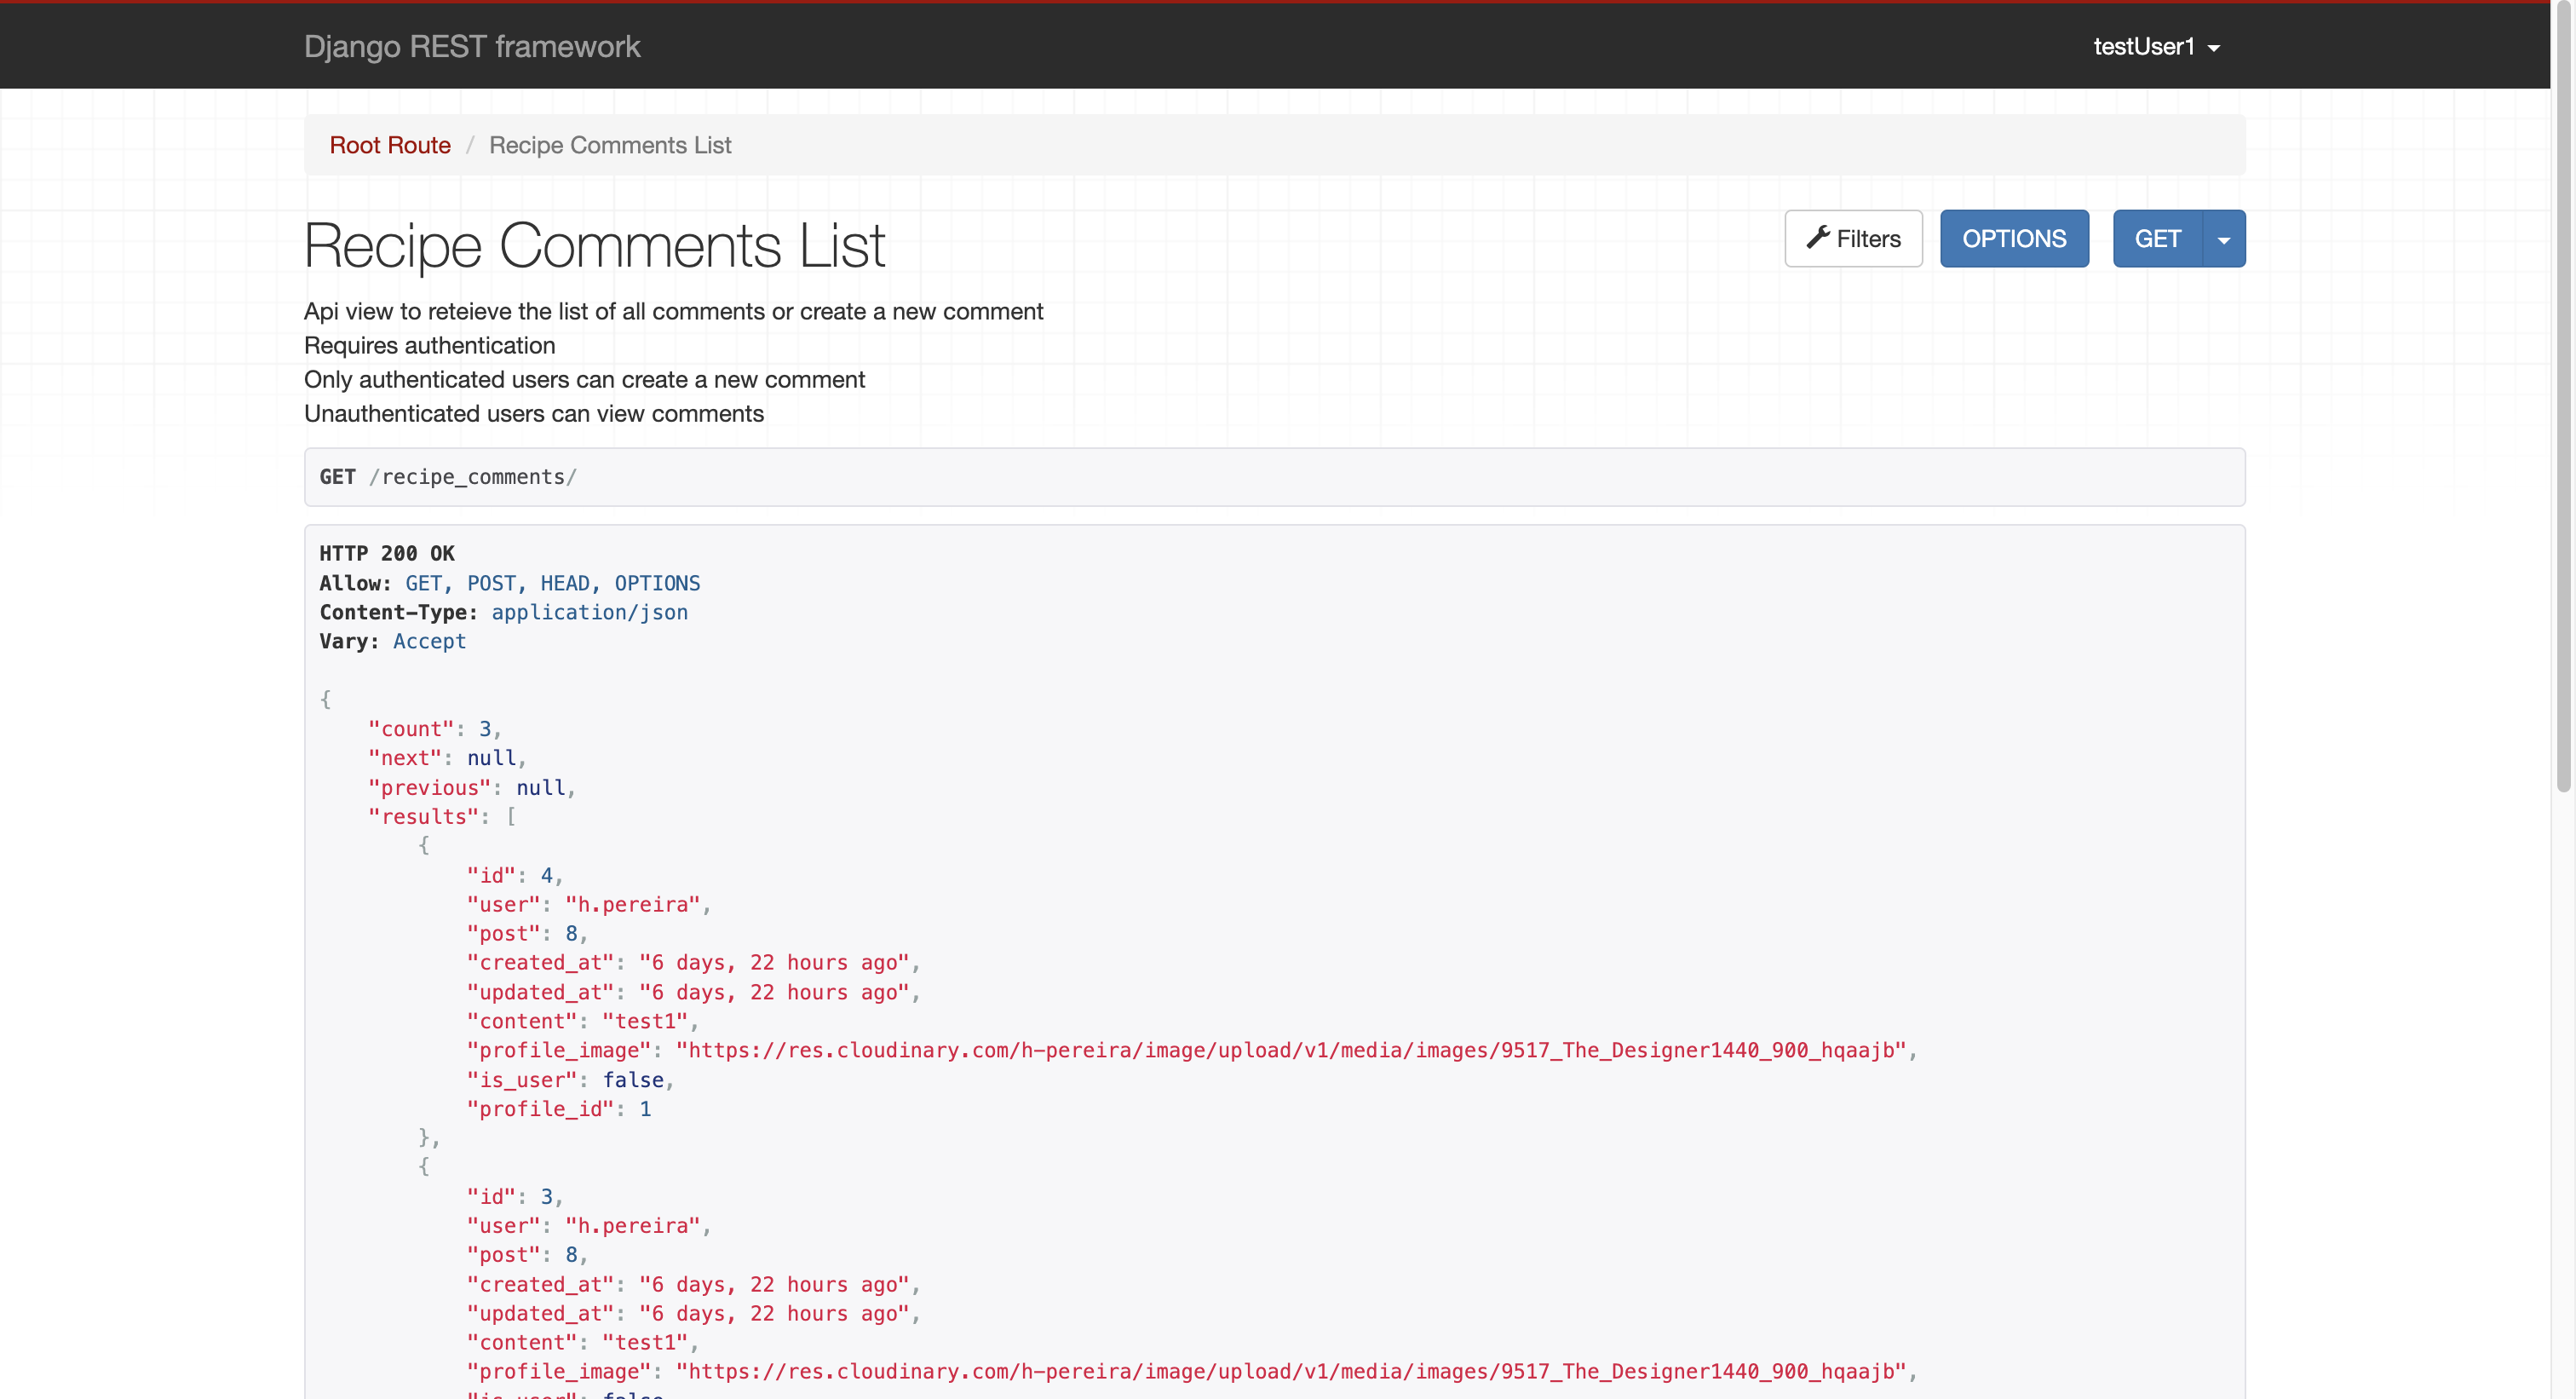 Django REST framework
testUser1
Root Route / Recipe Comments List
Recipe Comments List
Filters
OPTIONS
GET
Api view to reteieve the list of all comments or create a new comment
Requires authentication
Only authenticated users can create a new comment
Unauthenticated users can view comments
GET /recipe_comments/
HTTP 200 OK
Allow: GET, POST, HEAD, OPTIONS
Content-Type: application/json
Vary: Accept
{
"count": 3,
"next": null,
"previous": null,
"results": [
{
"id": 4,
"user": "h.pereira",
"post": 8,
"created_at": "6 days, 22 hours ago",
"updated_at": "6 days, 22 hours ago",
"content": "test1",
"profile_image": "https://res.cloudinary.com/h-pereira/image/upload/v1/media/images/9517_The_Designer1440_900_hqaajb",
"is_user": false,
"profile_id": 1
},
{
"id": 3,
"user": "h.pereira",
"post": 8,
"created_at": "6 days, 22 hours ago",
"updated_at": "6 days, 22 hours ago",
"content": "test1",
"profile_image": "https://res.cloudinary.com/h-pereira/image/upload/v1/media/images/9517_The_Designer1440_900_hqaajb",